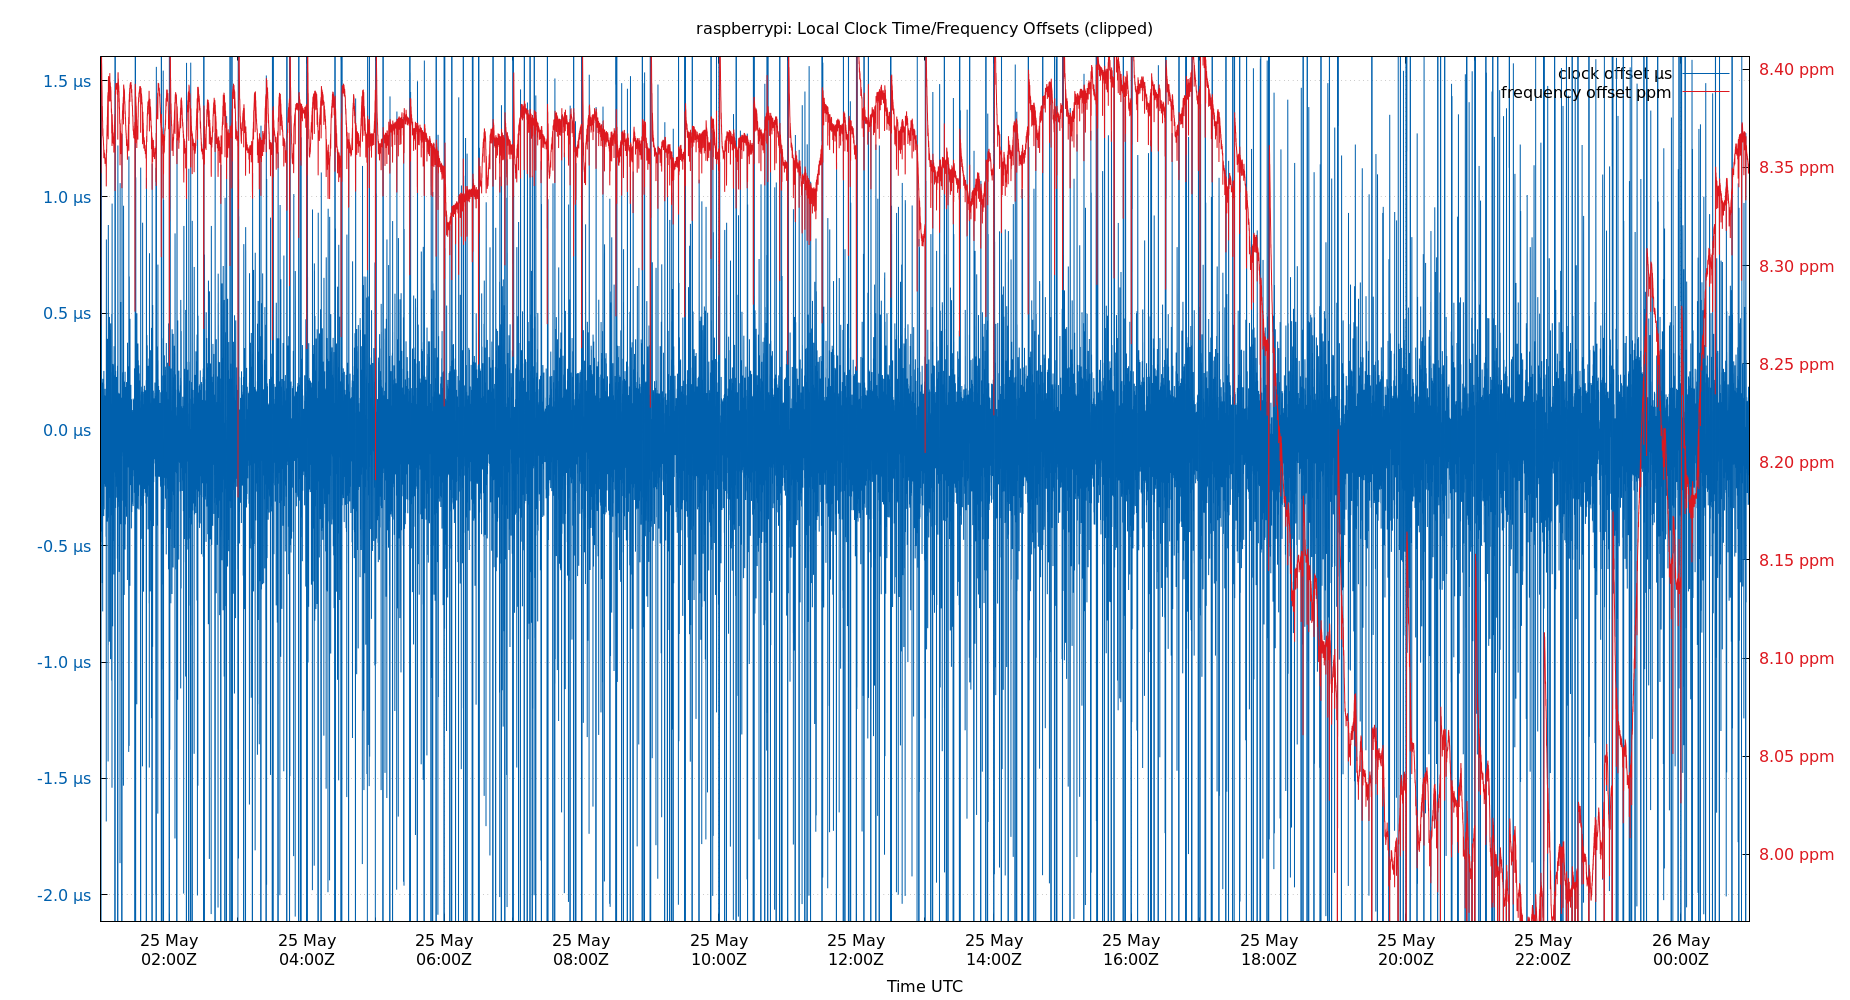 raspberrypi: Local Clock Time/Frequency Offsets (clipped)
clock offset µs
frequency offset ppm
1.5 µs
1.0 µs
0.5 µs
0.0 µs
-0.5 µs
-1.0 µs
-1.5 µs
-2.0 µs
8.40 ppm
8.35 ppm
8.30 ppm
8.25 ppm
8.20 ppm
8.15 ppm
8.10 ppm
8.05 ppm
8.00 ppm
25 May 25 May 25 May 25 May 25 May 25 May 25 May 25 May 25 May 25 May 25 May 26 May
02:00Z 04:00Z 06:00Z 08:00Z 10:00Z 12:00Z 14:00Z 16:00Z 18:00Z 20:00Z 22:00Z 00:00Z
Time UTC